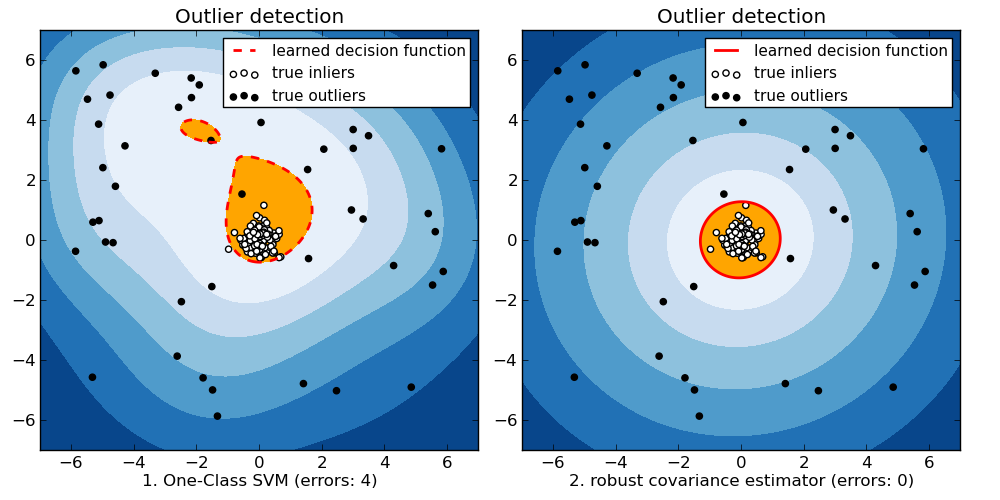 Outlier detection
learned decision function
true inliers
true outliers
6
4
2
0
−2
−4
−6
−6
−4
−2
0
2
4
6
1. One-Class SVM (errors: 4)
Outlier detection
learned decision function
true inliers
true outliers
6
4
2
0
−2
−4
−6
−6
−4
−2
0
2
4
6
2. robust covariance estimator (errors: 0)